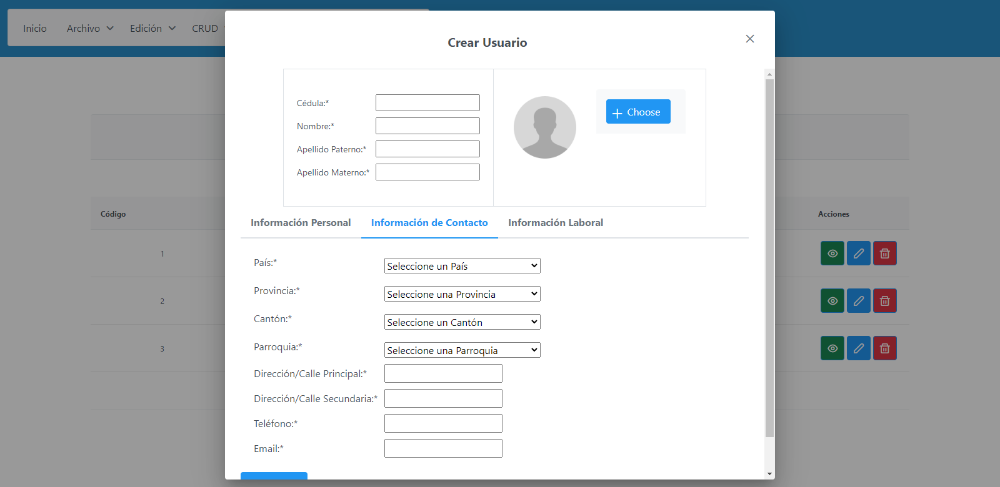 Inicio Archivo Edición CRUD
Crear Usuario
Cédula:*
Nombre:*
Apellido Paterno:*
Apellido Materno:*
Choose
Información Personal Información de Contacto Información Laboral
Código Acciones
País:* Seleccione un País
1
Provincia:* Seleccione una Provincia
2
Cantón:* Seleccione un Cantón
3
Parroquia:* Seleccione una Parroquia
Dirección/Calle Principal:*
Dirección/Calle Secundaria:*
Teléfono:*
Email:*